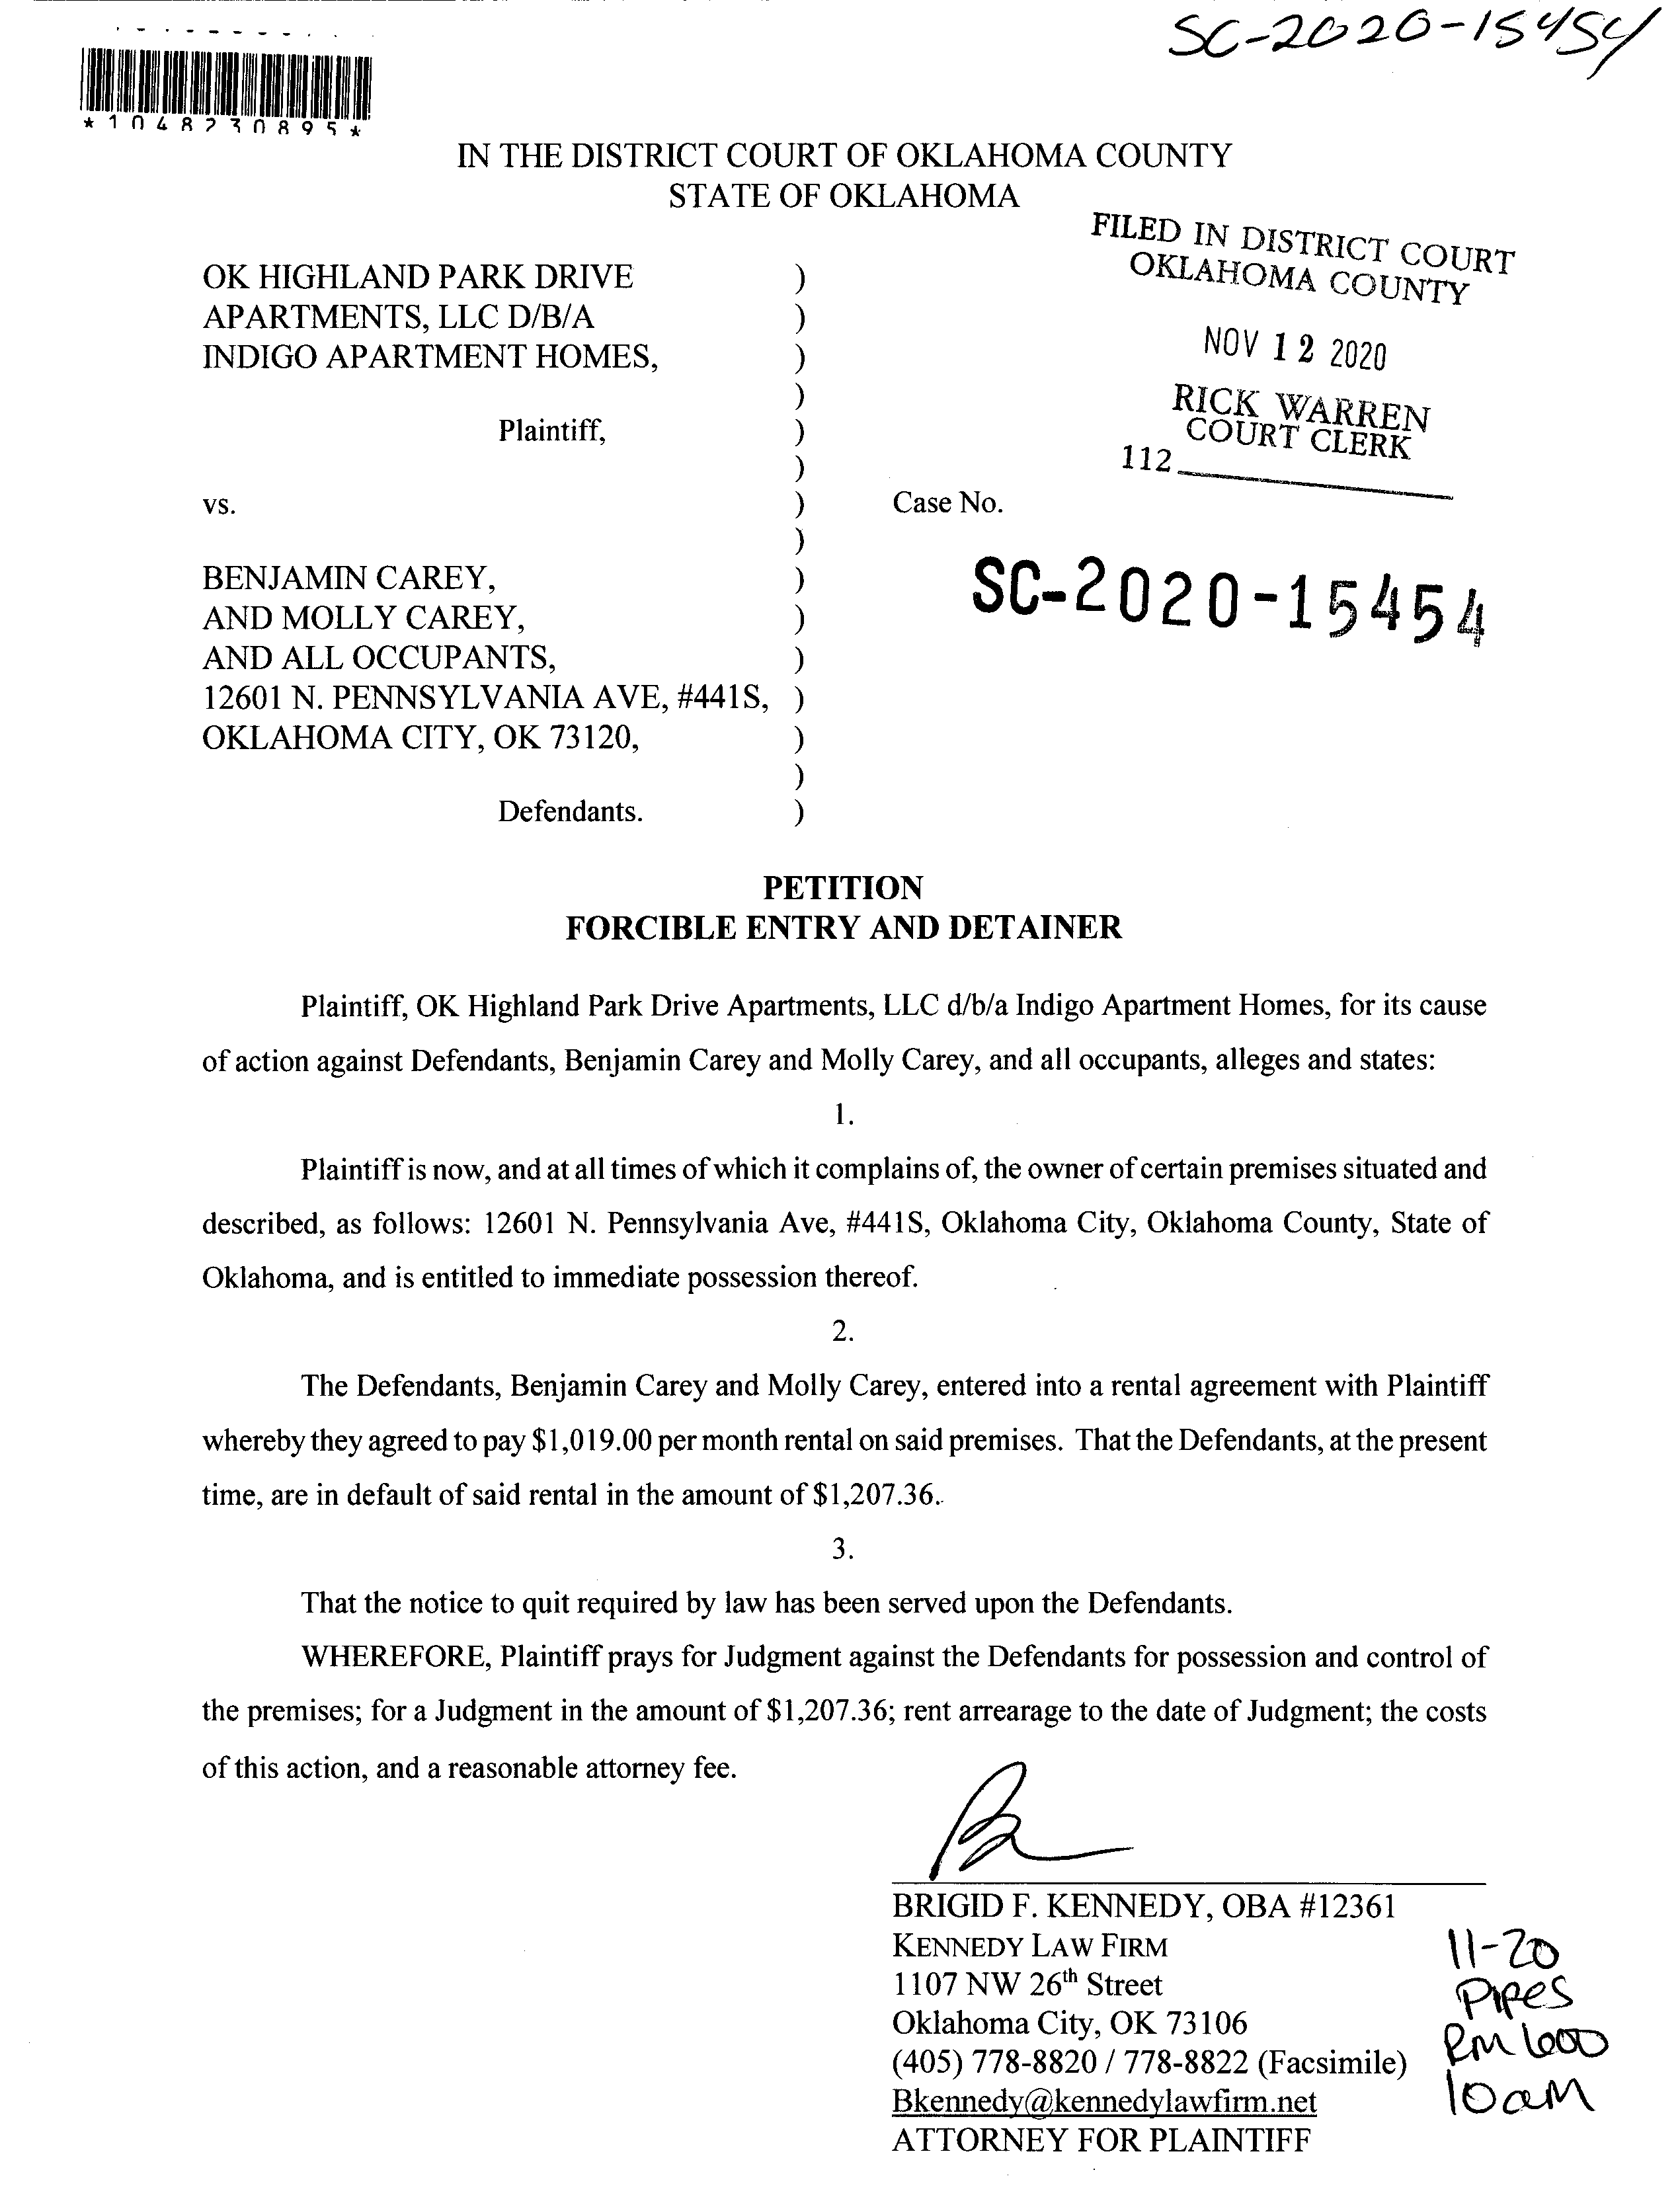 SC-2020-15454
*1048230895*
IN THE DISTRICT COURT OF OKLAHOMA COUNTY
STATE OF OKLAHOMA
FILED IN DISTRICT COURT
OKLAHOMA COUNTY
NOV 12 2020
RICK WARREN
COURT CLERK
112
OK HIGHLAND PARK DRIVE )
APARTMENTS, LLC D/B/A )
INDIGO APARTMENT HOMES, )
)
Plaintiff, )
)
vs. ) Case No.
)
SC-2020-15454
BENJAMIN CAREY, )
AND MOLLY CAREY, )
AND ALL OCCUPANTS, )
12601 N. PENNSYLVANIA AVE, #441S, )
OKLAHOMA CITY, OK 73120, )
)
Defendants. )
PETITION
FORCIBLE ENTRY AND DETAINER
Plaintiff, OK Highland Park Drive Apartments, LLC d/b/a Indigo Apartment Homes, for its cause
of action against Defendants, Benjamin Carey and Molly Carey, and all occupants, alleges and states:
1.
Plaintiff is now, and at all times of which it complains of, the owner of certain premises situated and
described, as follows: 12601 N. Pennsylvania Ave, #441S, Oklahoma City, Oklahoma County, State of
Oklahoma, and is entitled to immediate possession thereof.
2.
The Defendants, Benjamin Carey and Molly Carey, entered into a rental agreement with Plaintiff
whereby they agreed to pay $1,019.00 per month rental on said premises. That the Defendants, at the present
time, are in default of said rental in the amount of $1,207.36.
3.
That the notice to quit required by law has been served upon the Defendants.
WHEREFORE, Plaintiff prays for Judgment against the Defendants for possession and control of
the premises; for a Judgment in the amount of $1,207.36; rent arrearage to the date of Judgment; the costs
of this action, and a reasonable attorney fee.
BRIGID F. KENNEDY, OBA #12361
KENNEDY LAW FIRM
1107 NW 26th Street
Oklahoma City, OK 73106
(405) 778-8820 / 778-8822 (Facsimile)
Bkennedy@kennedylawfirm.net
ATTORNEY FOR PLAINTIFF
11-20
Pipes
RM 600
10am